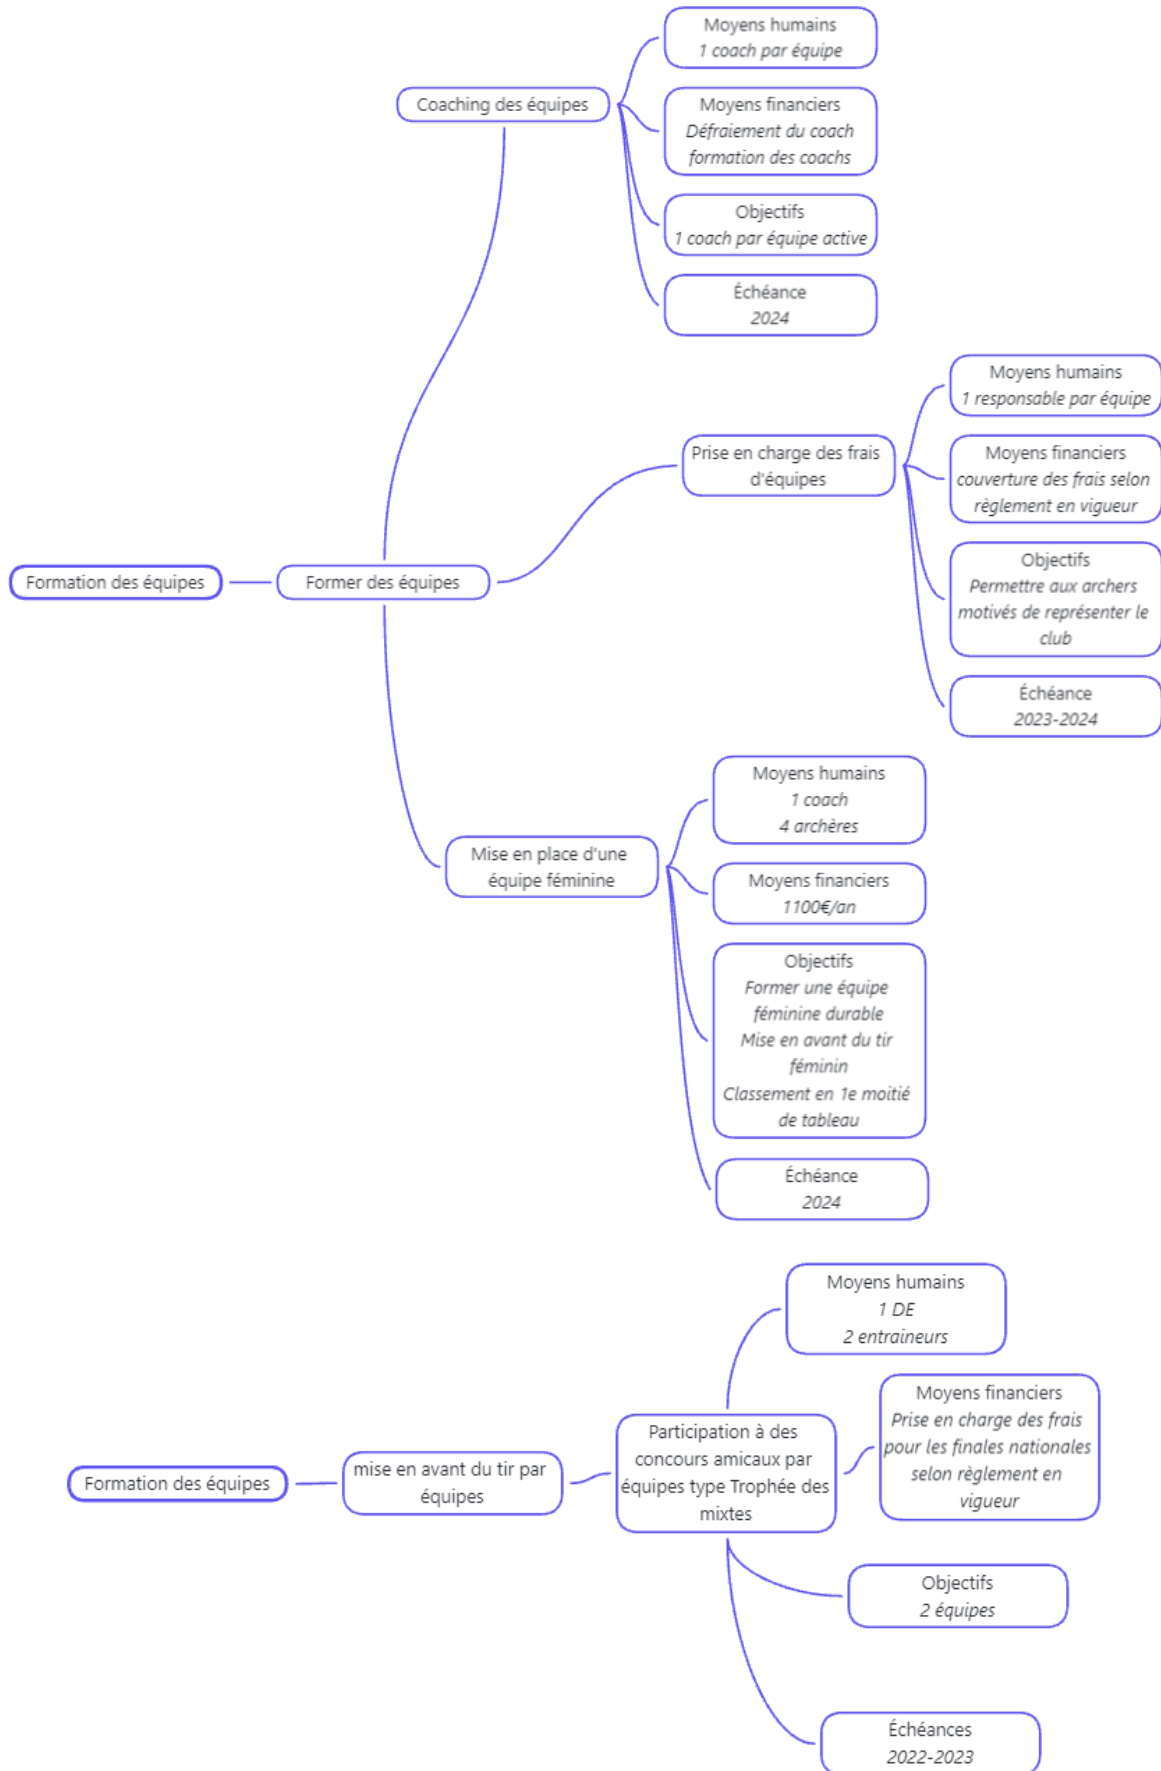 Moyens humains
1 coach par équipe
Coaching des équipes
Moyens financiers
Défraiement du coach
formation des coachs
Objectifs
1 coach par équipe active
Échéance
2024
Moyens humains
1 responsable par équipe
Prise en charge des frais
d'équipes
Moyens financiers
couverture des frais selon
règlement en vigueur
Formation des équipes
Former des équipes
Objectifs
Permettre aux archers
motivés de représenter le
club
Échéance
2023-2024
Moyens humains
1 coach
4 archères
Mise en place d'une
équipe féminine
Moyens financiers
1100€/an
Objectifs
Former une équipe
féminine durable
Mise en avant du tir
féminin
Classement en 1e moitié
de tableau
Échéance
2024
Moyens humains
1 DE
2 entraineurs
Moyens financiers
Prise en charge des frais
pour les finales nationales
selon règlement en
vigueur
Participation à des
concours amicaux par
équipes type Trophée des
mixtes
Formation des équipes
mise en avant du tir par
équipes
Objectifs
2 équipes
Échéances
2022-2023